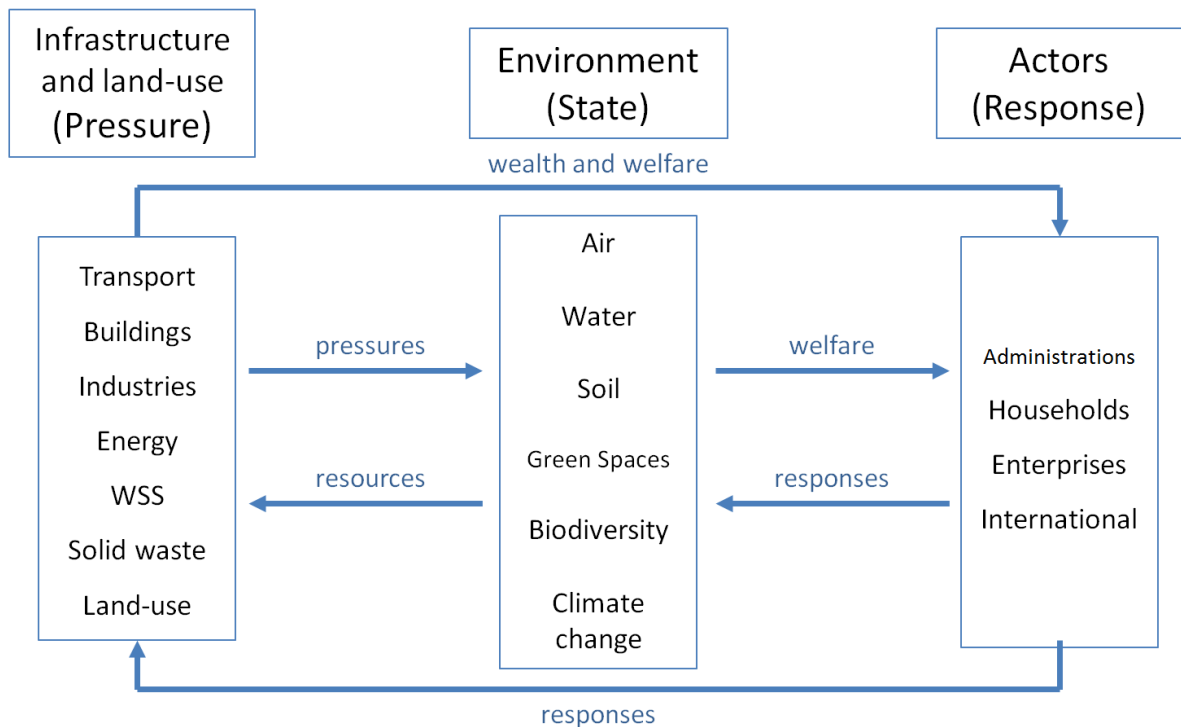 Infrastructure
and land-use
(Pressure)
Environment
(State)
Actors
(Response)
wealth and welfare
Transport
Buildings
Industries
Energy
WSS
Solid waste
Land-use
pressures
resources
Air
Water
Soil
Green Spaces
Biodiversity
Climate
change
welfare
responses
Administrations
Households
Enterprises
International
responses